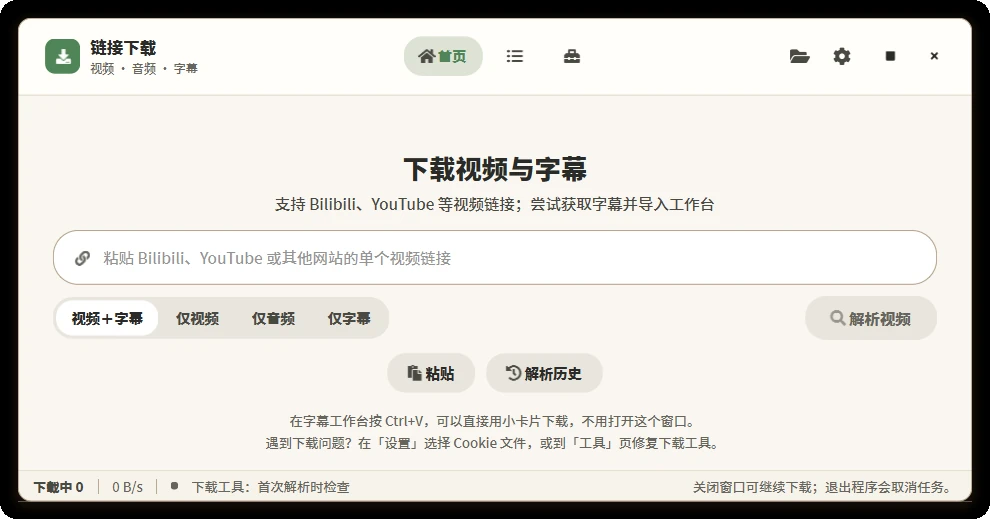 链接下载
视频 · 音频 · 字幕
首页
下载视频与字幕
支持 Bilibili、YouTube 等视频链接；尝试获取字幕并导入工作台
粘贴 Bilibili、YouTube 或其他网站的单个视频链接
视频＋字幕 仅视频 仅音频 仅字幕
解析视频
粘贴 解析历史
在字幕工作台按 Ctrl+V，可以直接用小卡片下载，不用打开这个窗口。
遇到下载问题？在「设置」选择 Cookie 文件，或到「工具」页修复下载工具。
下载中 0 0 B/s 下载工具：首次解析时检查 关闭窗口可继续下载；退出程序会取消任务。